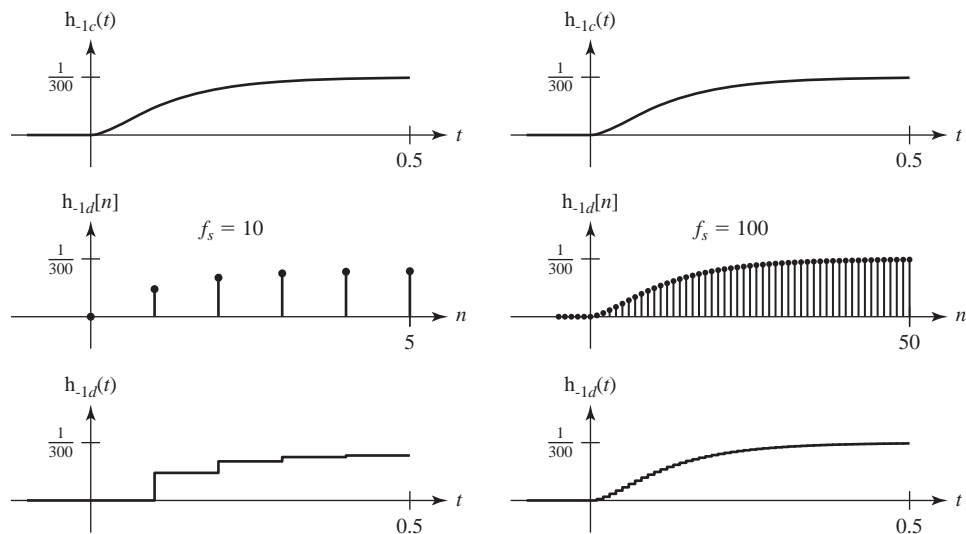 h-1c(t)
1
300
t
0.5
h-1c(t)
1
300
t
0.5
h-1d[n]
fs = 10
1
300
n
5
h-1d[n]
fs = 100
1
300
n
50
h-1d(t)
1
300
t
0.5
h-1d(t)
1
300
t
0.5